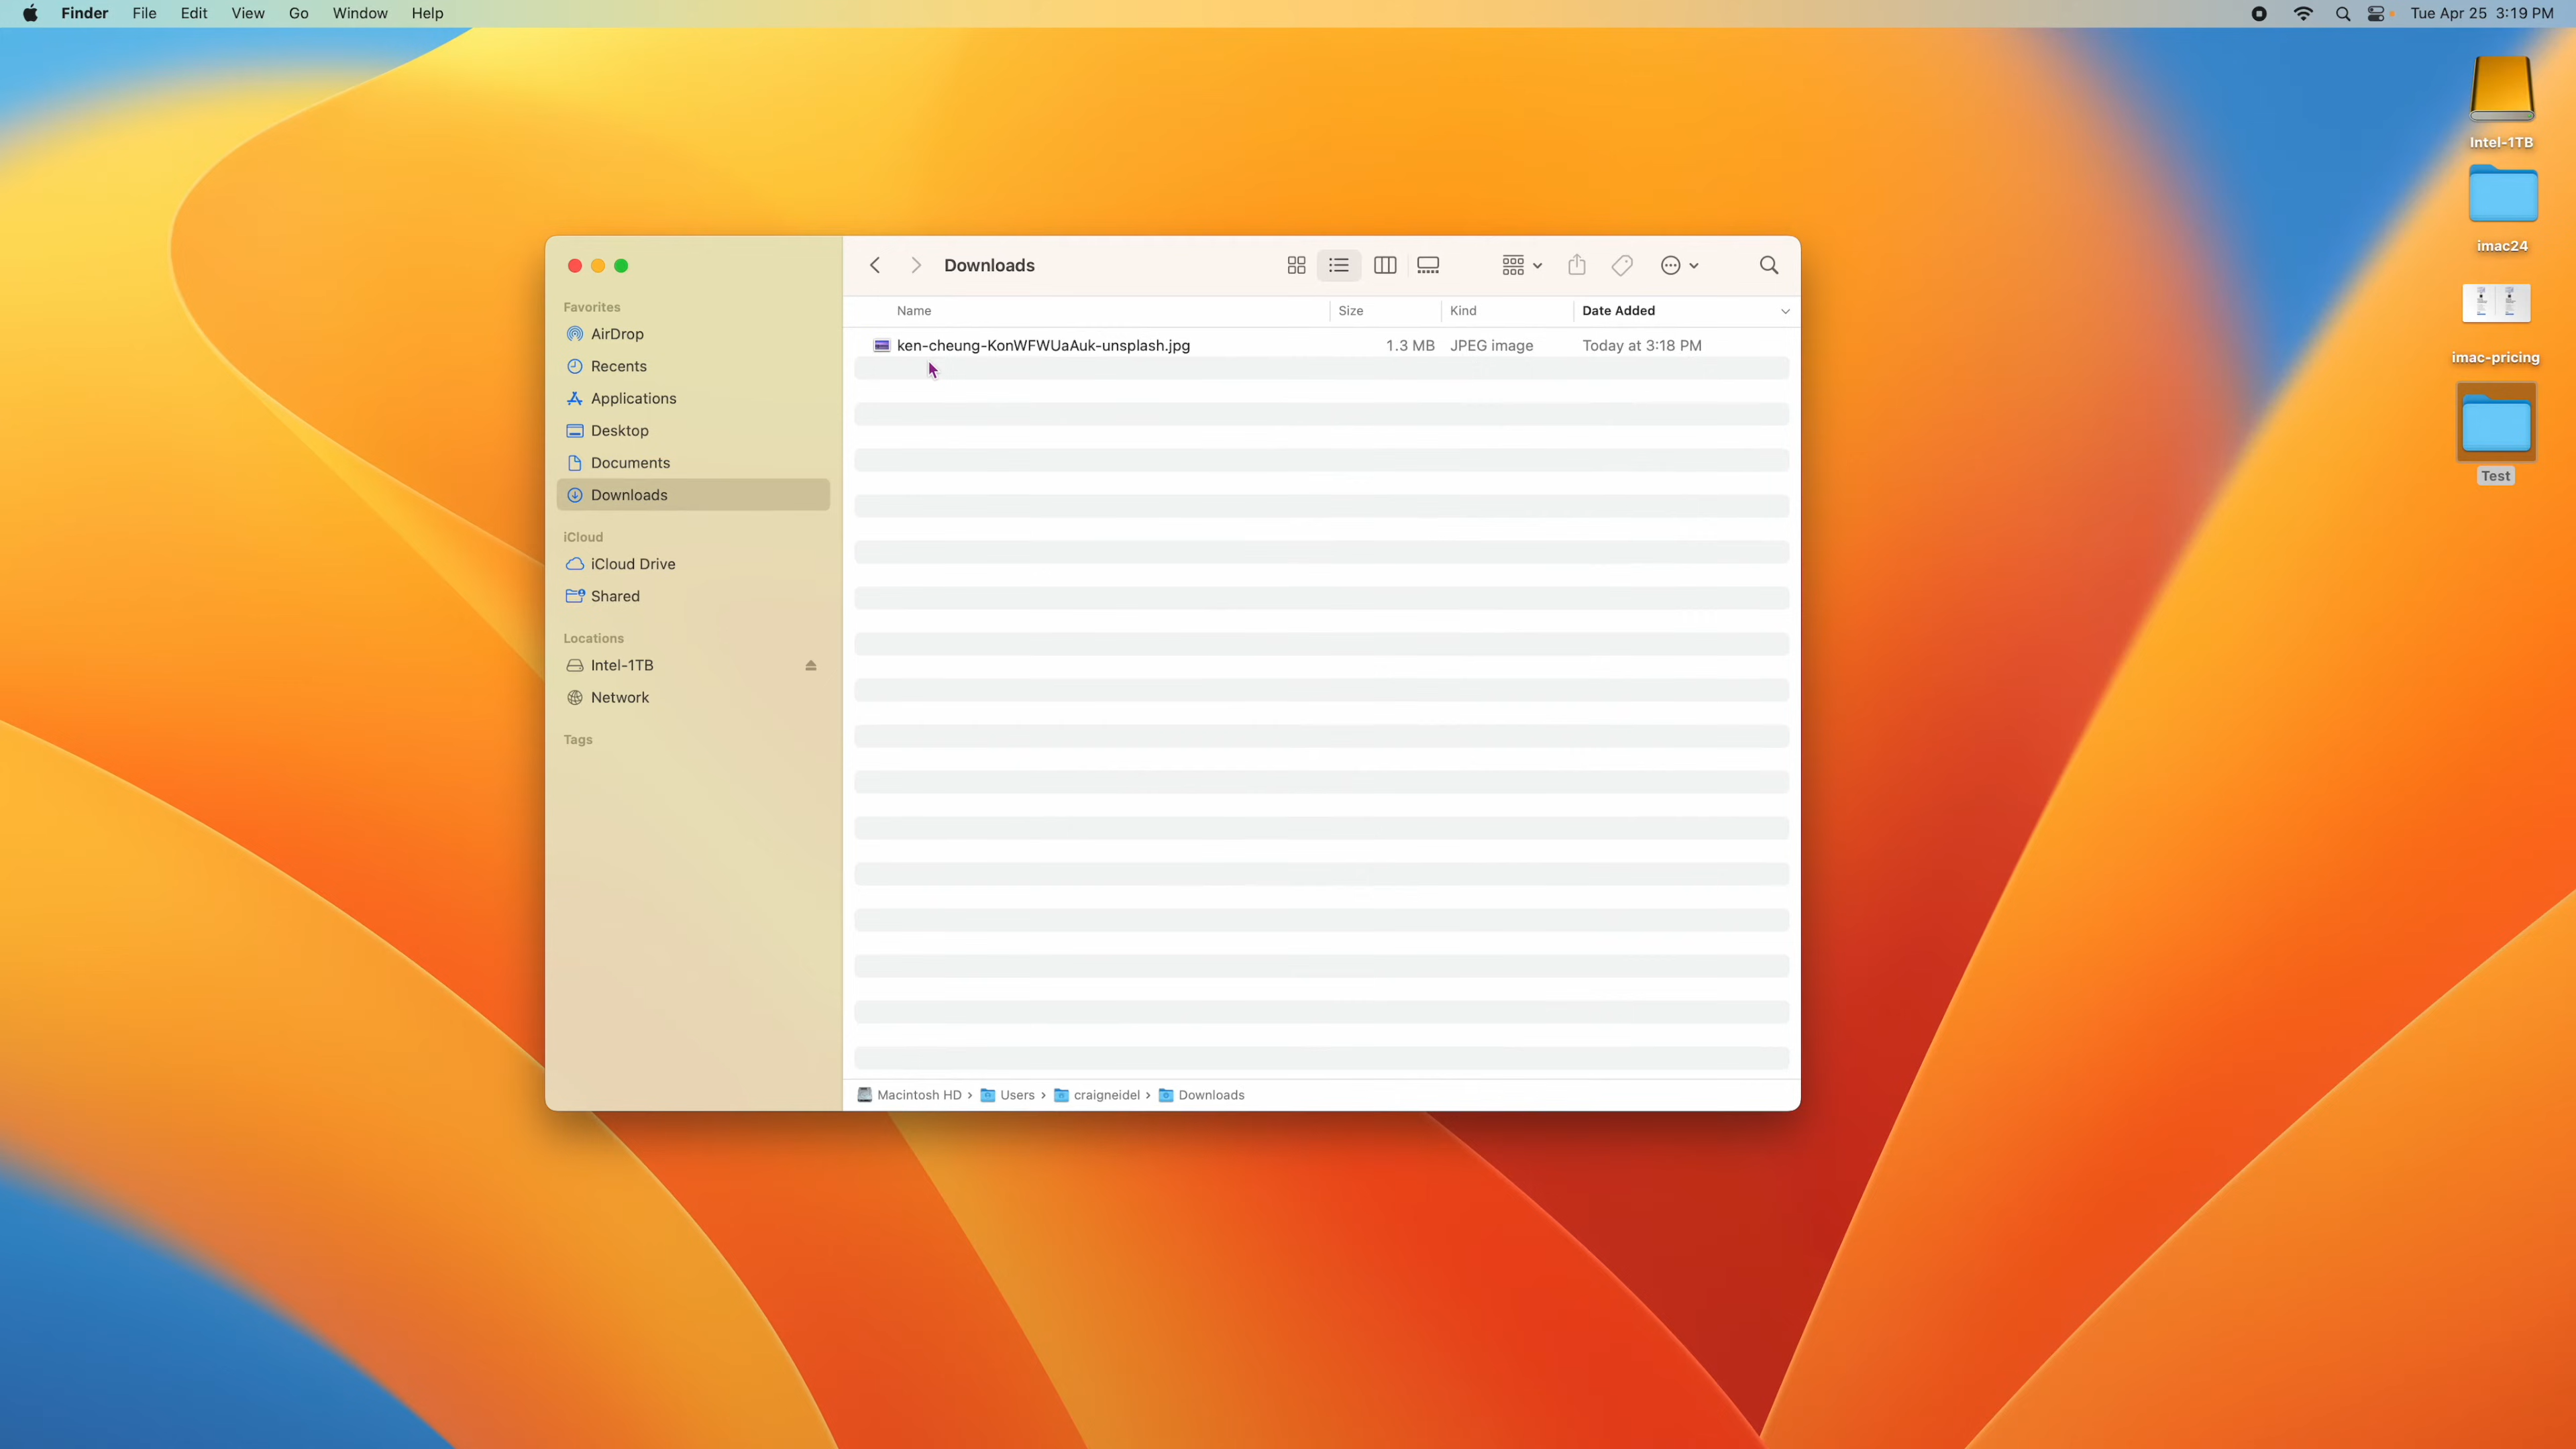 Finder File Edit View Go Window Help Tue Apr 25 3:19 PM
Intel-1TB
imac24
imac-pricing
Test
Downloads
Favorites
AirDrop
Recents
Applications
Desktop
Documents
Downloads
iCloud
iCloud Drive
Shared
Locations
Intel-1TB
Network
Tags
Name Size Kind Date Added
ken-cheung-KonWFWUaAuk-unsplash.jpg 1.3 MB JPEG image Today at 3:18 PM
Macintosh HD › Users › craigneidel › Downloads